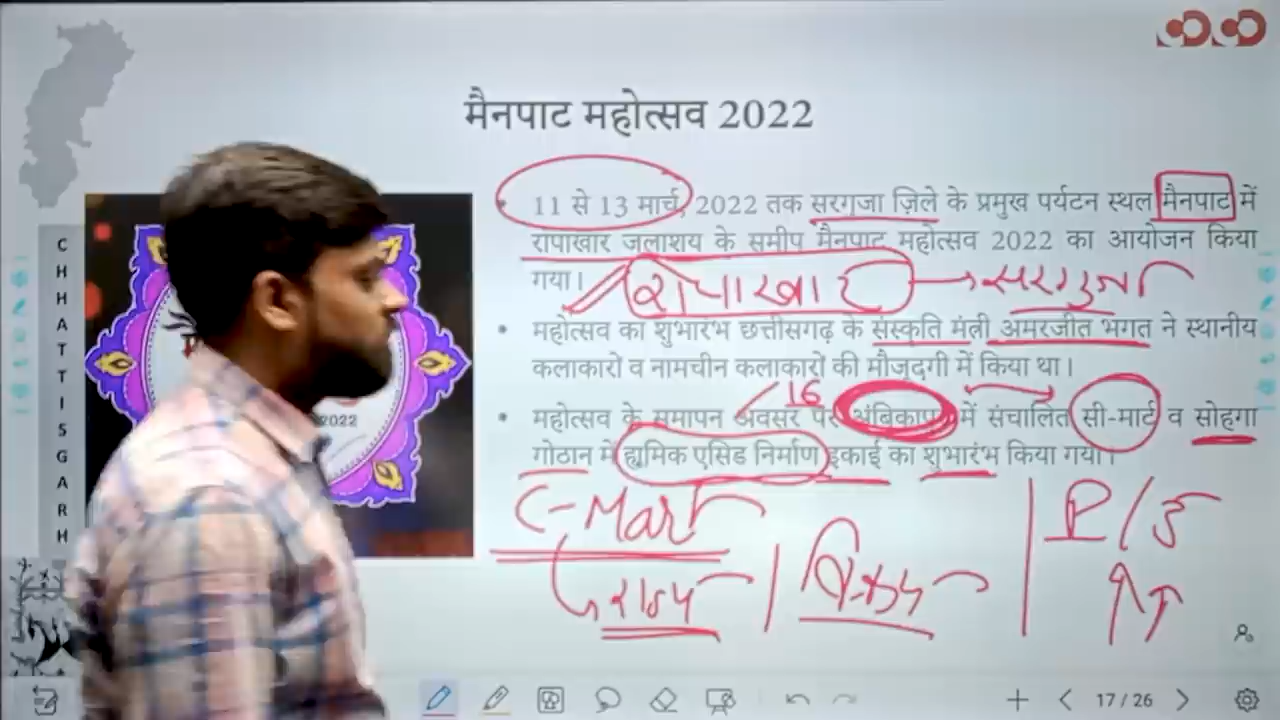 मैनपाट महोत्सव 2022
• 11 से 13 मार्च, 2022 तक सरगुजा ज़िले के प्रमुख पर्यटन स्थल मैनपाट में
रापाखार जलाशय के समीप मैनपाट महोत्सव 2022 का आयोजन किया
गया।
रोपाखार → सरगुजा
• महोत्सव का शुभारंभ छत्तीसगढ़ के संस्कृति मंत्री अमरजीत भगत ने स्थानीय
कलाकारों व नामचीन कलाकारों की मौजूदगी में किया था।
16
• महोत्सव के समापन अवसर पर अंबिकापुर में संचालित सी-मार्ट व सोहगा
गोठान में ह्यूमिक एसिड निर्माण इकाई का शुभारंभ किया गया।
C-Mart
राज्य
विक्रय
CHHATTISGARH
2022
17 / 26